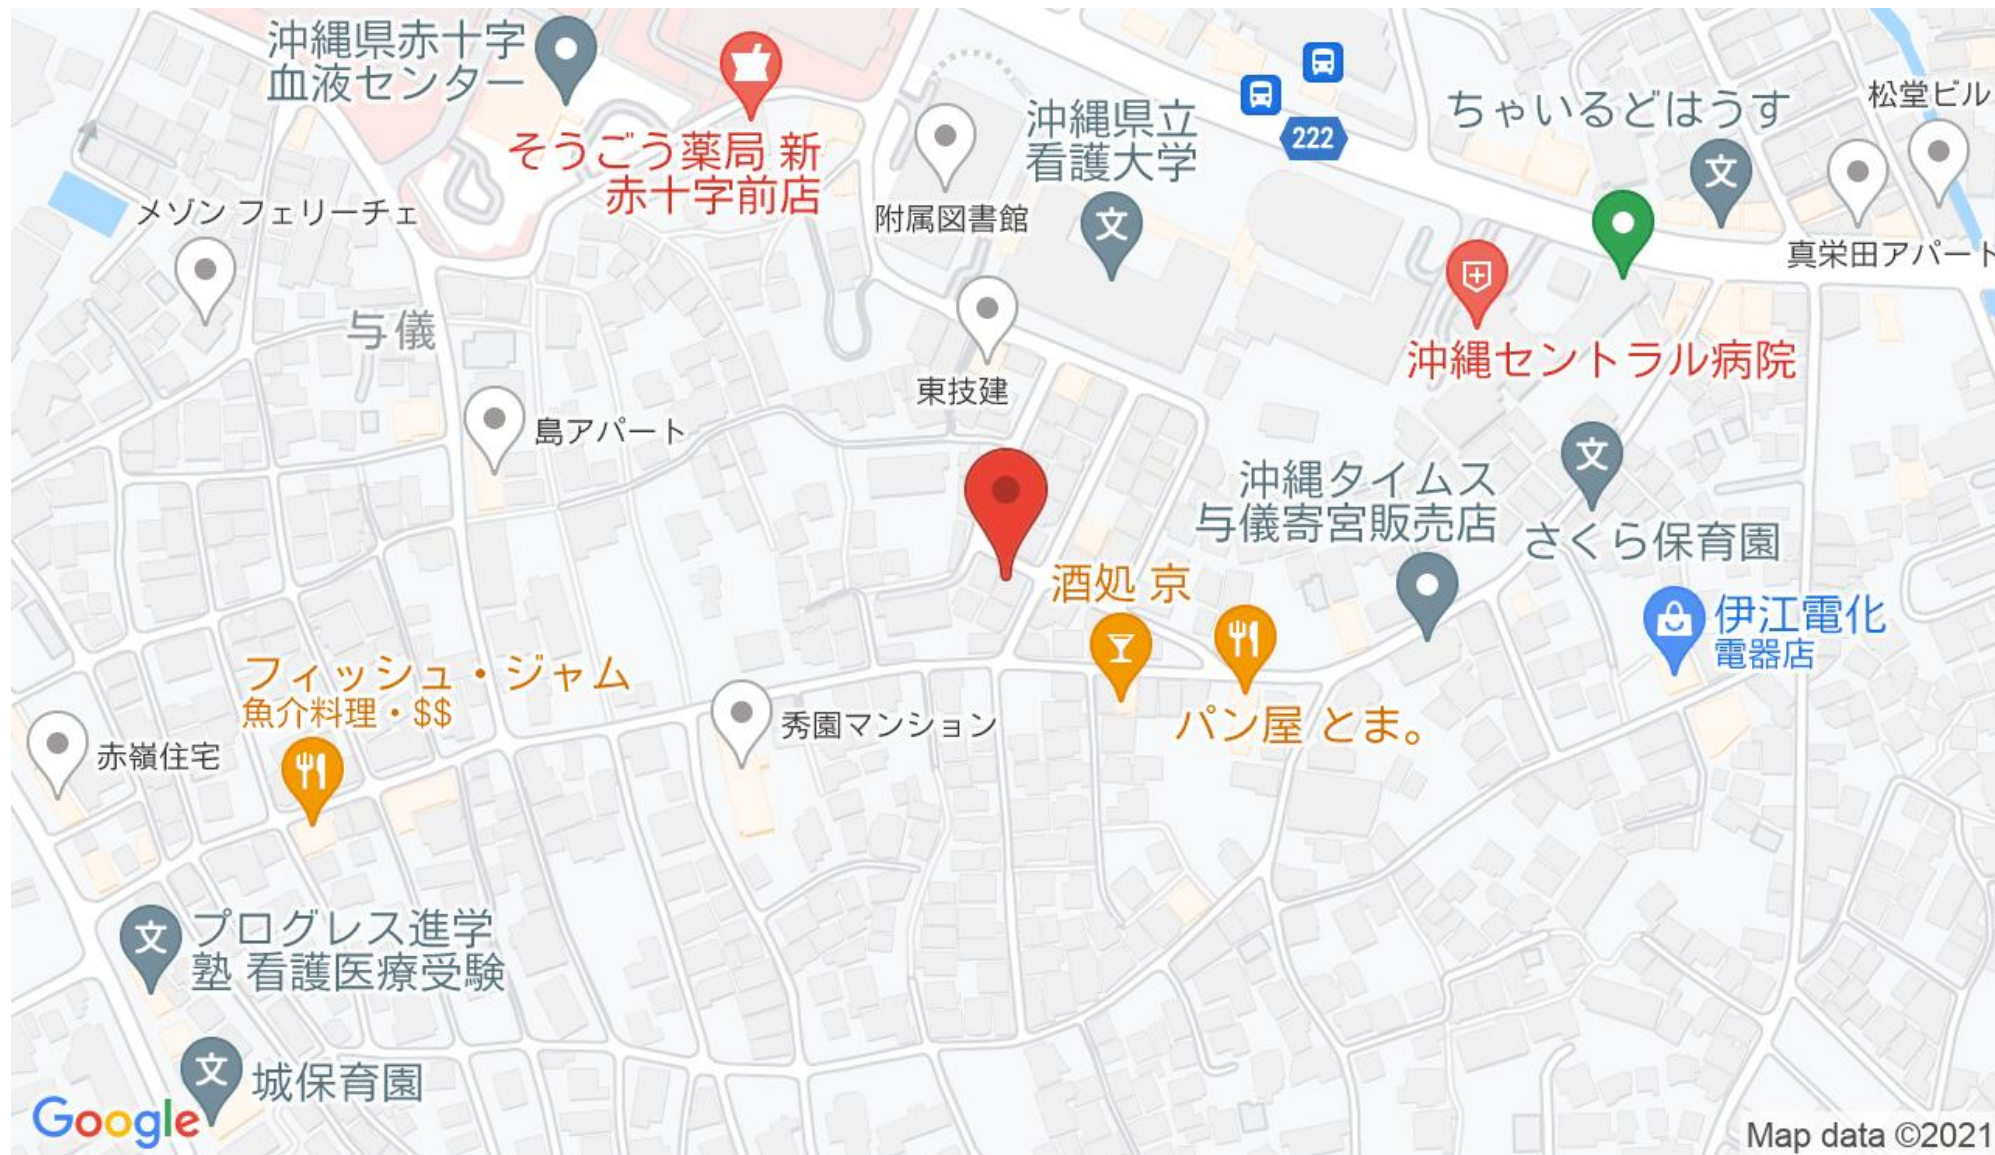 沖縄県赤十字
血液センター
そうごう薬局 新
赤十字前店
沖縄県立
看護大学
222
ちゃいるどはうす
松堂ビル
メゾン フェリーチェ
附属図書館
真栄田アパート
与儀
沖縄セントラル病院
東技建
島アパート
沖縄タイムス
与儀寄宮販売店
さくら保育園
酒処 京
伊江電化
電器店
フィッシュ・ジャム
魚介料理・$$
秀園マンション
パン屋 とま。
赤嶺住宅
プログレス進学
塾 看護医療受験
城保育園
Google
Map data ©2021